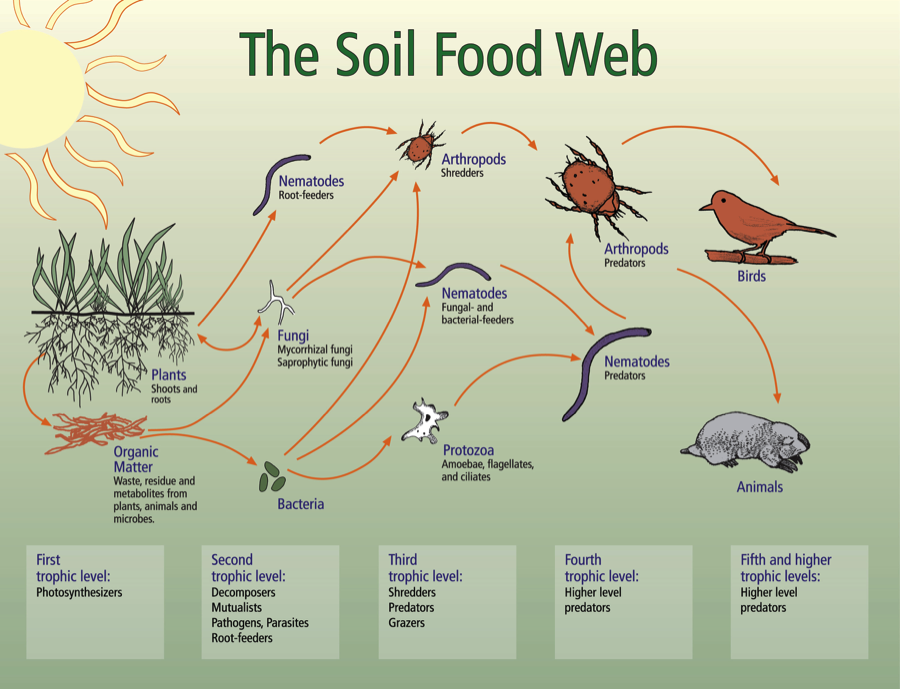 The Soil Food Web
Nematodes
Root-feeders
Arthropods
Shredders
Arthropods
Predators
Birds
Nematodes
Fungal- and
bacterial-feeders
Fungi
Mycorrhizal fungi
Saprophytic fungi
Nematodes
Predators
Plants
Shoots and
roots
Organic
Matter
Waste, residue and
metabolites from
plants, animals and
microbes.
Bacteria
Protozoa
Amoebae, flagellates,
and ciliates
Animals
First
trophic level:
Photosynthesizers
Second
trophic level:
Decomposers
Mutualists
Pathogens, Parasites
Root-feeders
Third
trophic level:
Shredders
Predators
Grazers
Fourth
trophic level:
Higher level
predators
Fifth and higher
trophic levels:
Higher level
predators